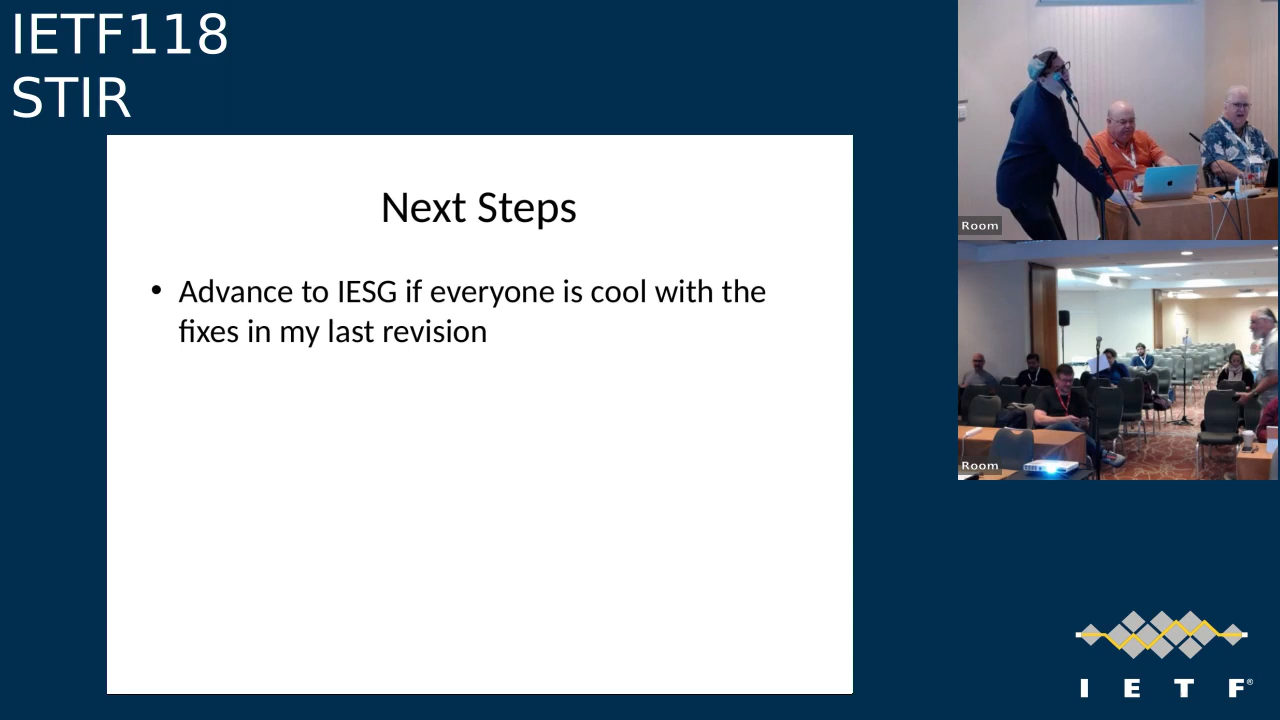 IETF118
STIR
Next Steps
• Advance to IESG if everyone is cool with the
fixes in my last revision
Room
Room
I E T F®